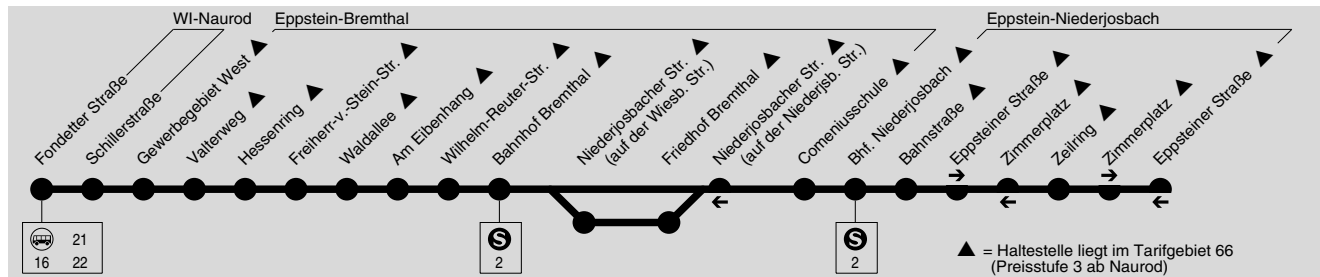 WI-Naurod
Eppstein-Bremthal
Eppstein-Niederjosbach
Fondetter Straße
Schillerstraße
Gewerbegebiet West
Valterweg
Hessenring
Freiherr-v.-Stein-Str.
Waldallee
Am Eibenhang
Wilhelm-Reuter-Str.
Bahnhof Bremthal
Niederjosbacher Str.
(auf der Wiesb. Str.)
Friedhof Bremthal
Niederjosbacher Str.
(auf der Niederjsb. Str.)
Comeniusschule
Bhf. Niederjosbach
Bahnstraße
Eppsteiner Straße
Zimmerplatz
Zeilring
Zimmerplatz
Eppsteiner Straße
21
16 22
S
2
S
2
▲ = Haltestelle liegt im Tarifgebiet 66
(Preisstufe 3 ab Naurod)